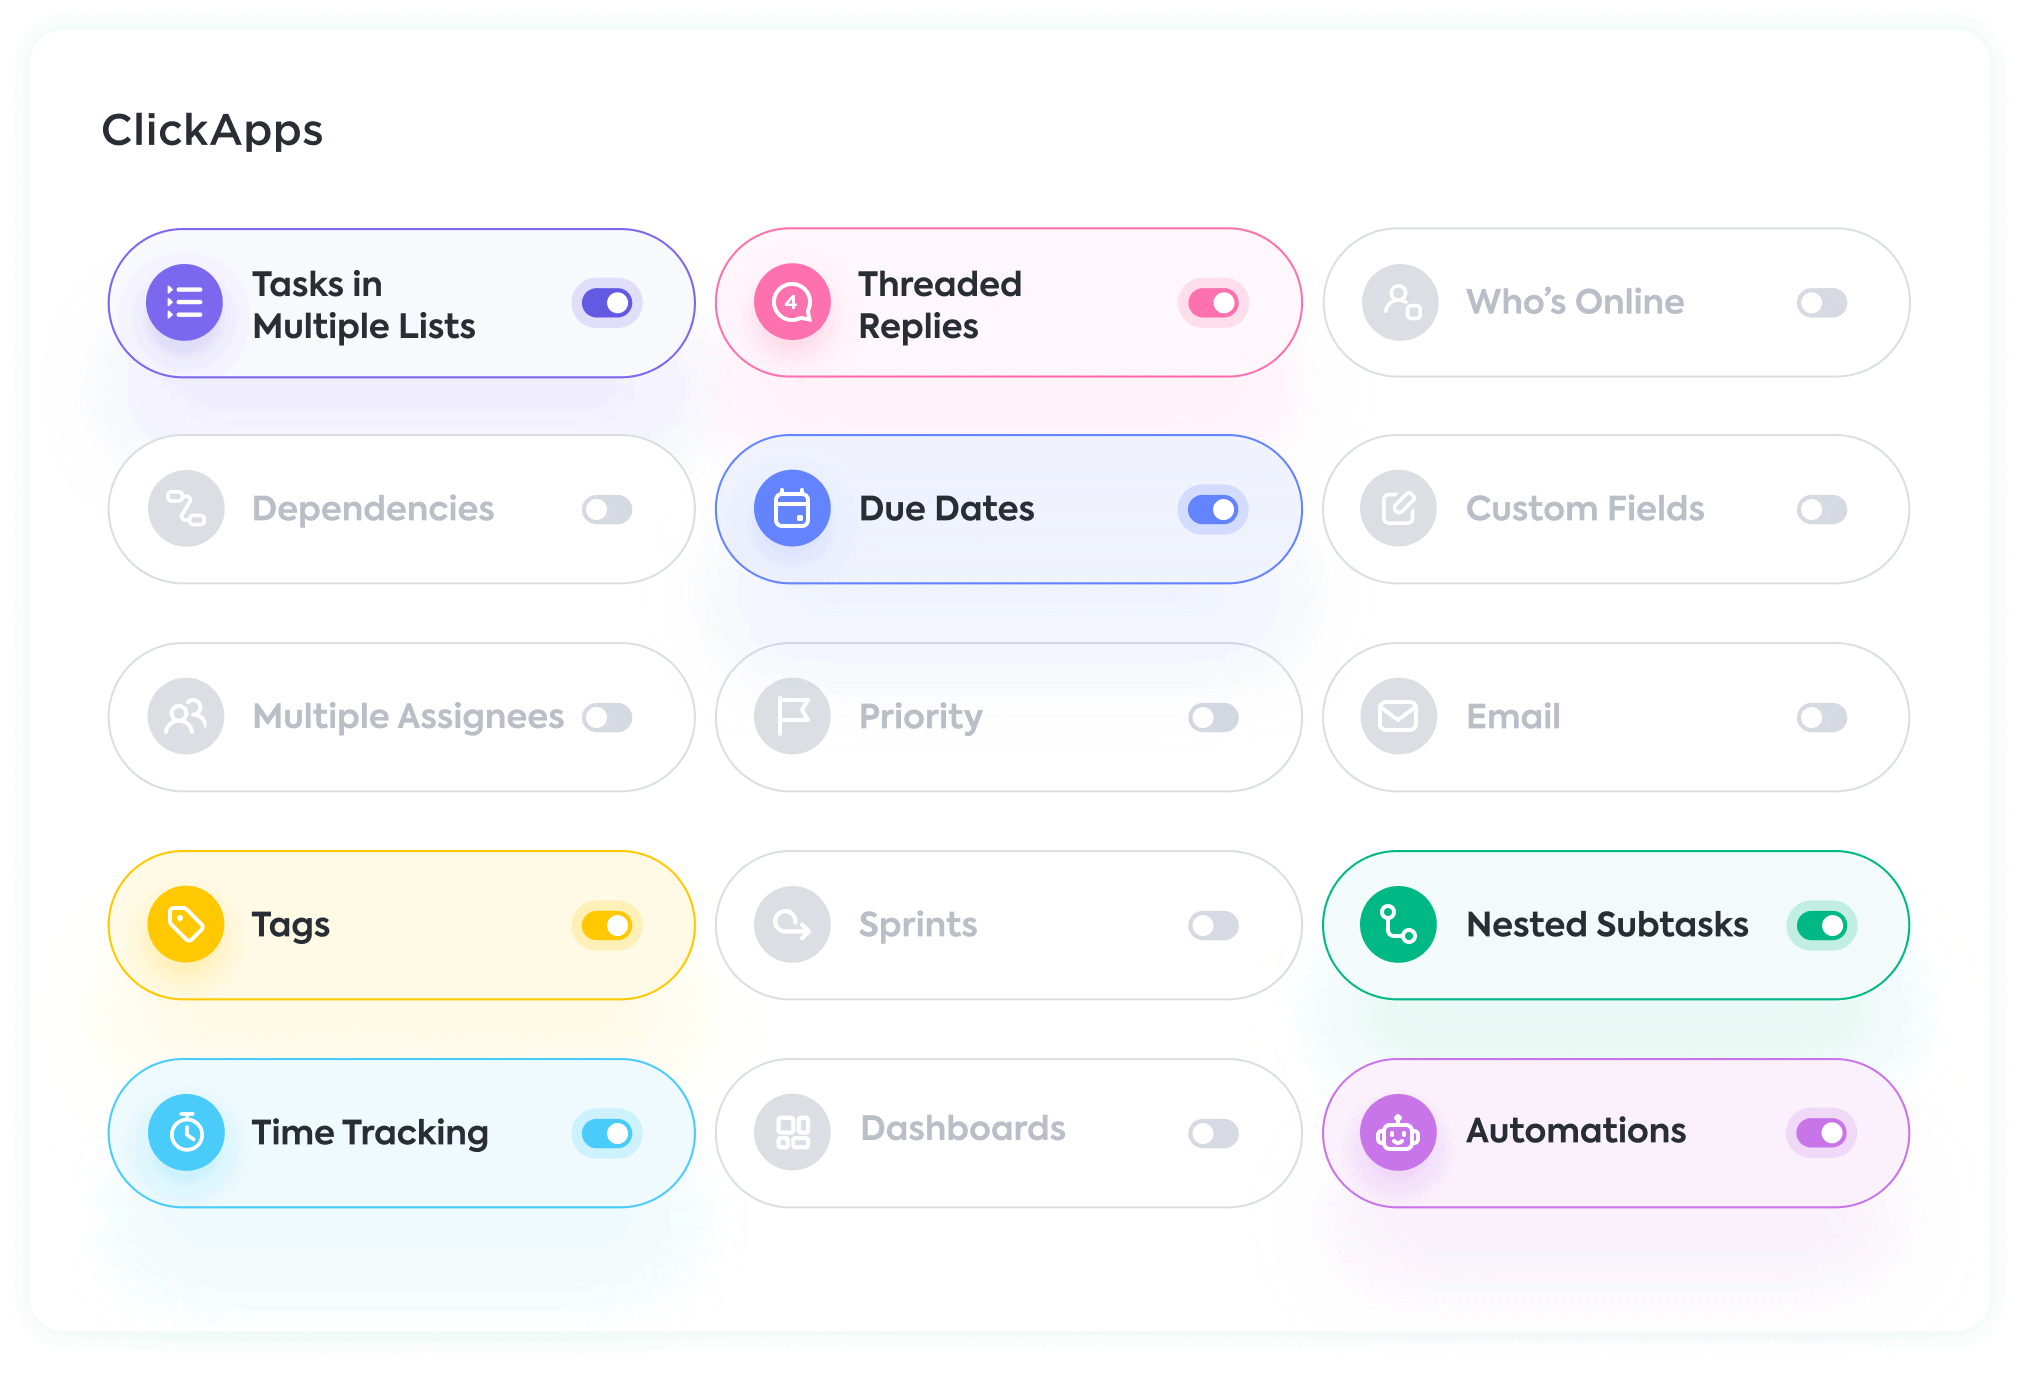 ClickApps
Tasks in
Multiple Lists
Threaded
Replies
4
Who’s Online
Dependencies
Due Dates
Custom Fields
Multiple Assignees
Priority
Email
Tags
Sprints
Nested Subtasks
Time Tracking
Dashboards
Automations